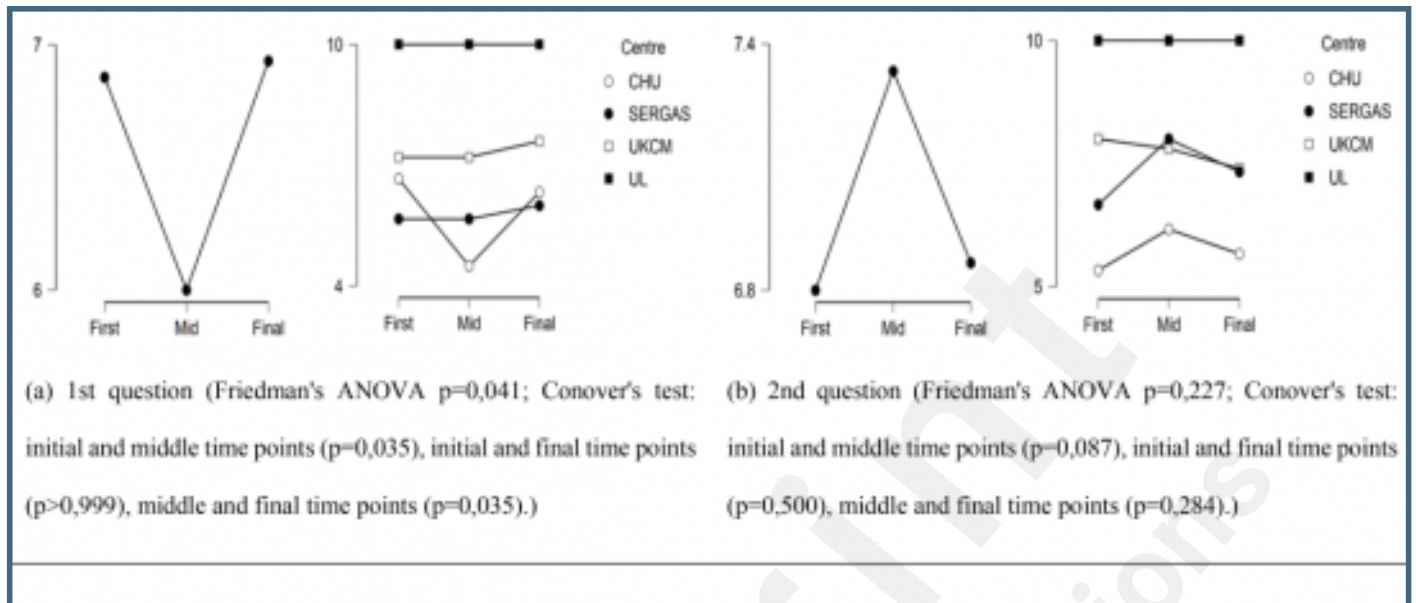 7
6
First
Mid
Final
10
4
First
Mid
Final
Centre
CHU
SERGAS
UKCM
UL
7.4
6.8
First
Mid
Final
10
5
First
Mid
Final
Centre
CHU
SERGAS
UKCM
UL
(a) 1st question (Friedman's ANOVA p=0,041; Conover's test:
initial and middle time points (p=0,035), initial and final time points
(p>0,999), middle and final time points (p=0,035).)
(b) 2nd question (Friedman's ANOVA p=0,227; Conover's test:
initial and middle time points (p=0,087), initial and final time points
(p=0,500), middle and final time points (p=0,284).)